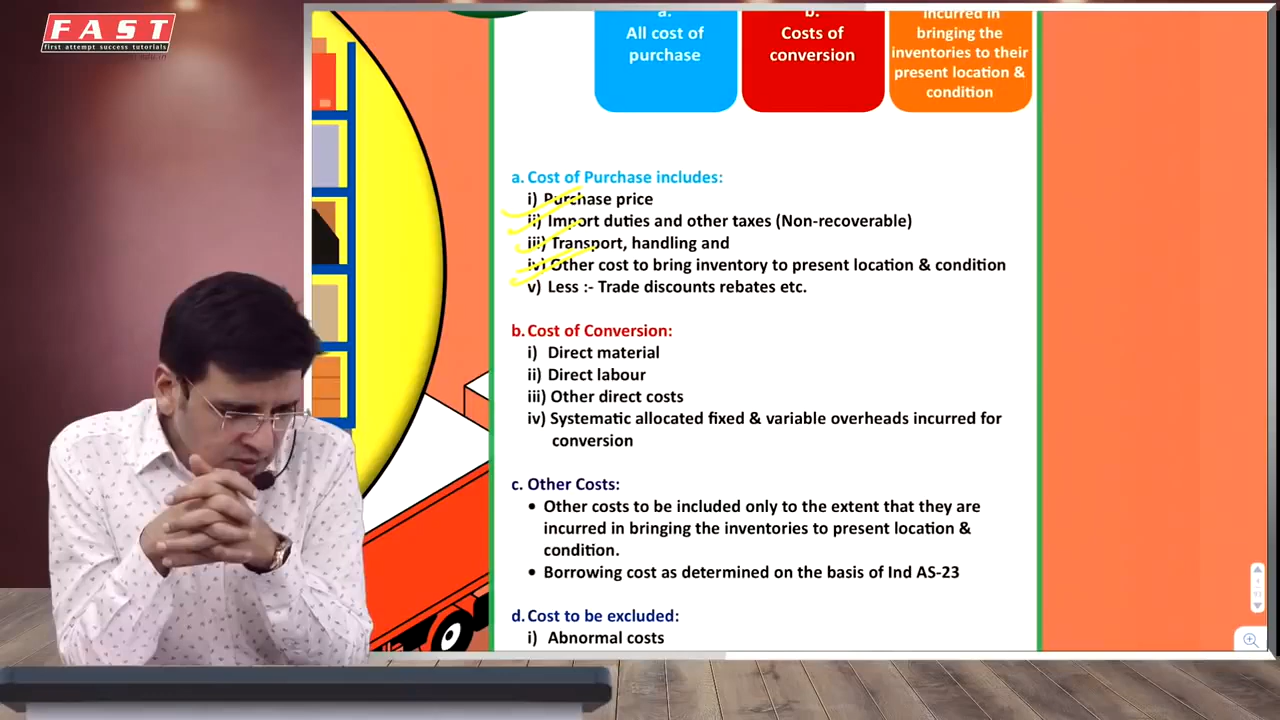 FAST
first attempt success tutorials
a.
All cost of
purchase
b.
Costs of
conversion
incurred in
bringing the
inventories to their
present location &
condition
a. Cost of Purchase includes:
i) Purchase price
ii) Import duties and other taxes (Non-recoverable)
iii) Transport, handling and
iv) Other cost to bring inventory to present location & condition
v) Less :- Trade discounts rebates etc.
b. Cost of Conversion:
i) Direct material
ii) Direct labour
iii) Other direct costs
iv) Systematic allocated fixed & variable overheads incurred for
conversion
c. Other Costs:
• Other costs to be included only to the extent that they are
incurred in bringing the inventories to present location &
condition.
• Borrowing cost as determined on the basis of Ind AS-23
d. Cost to be excluded:
i) Abnormal costs